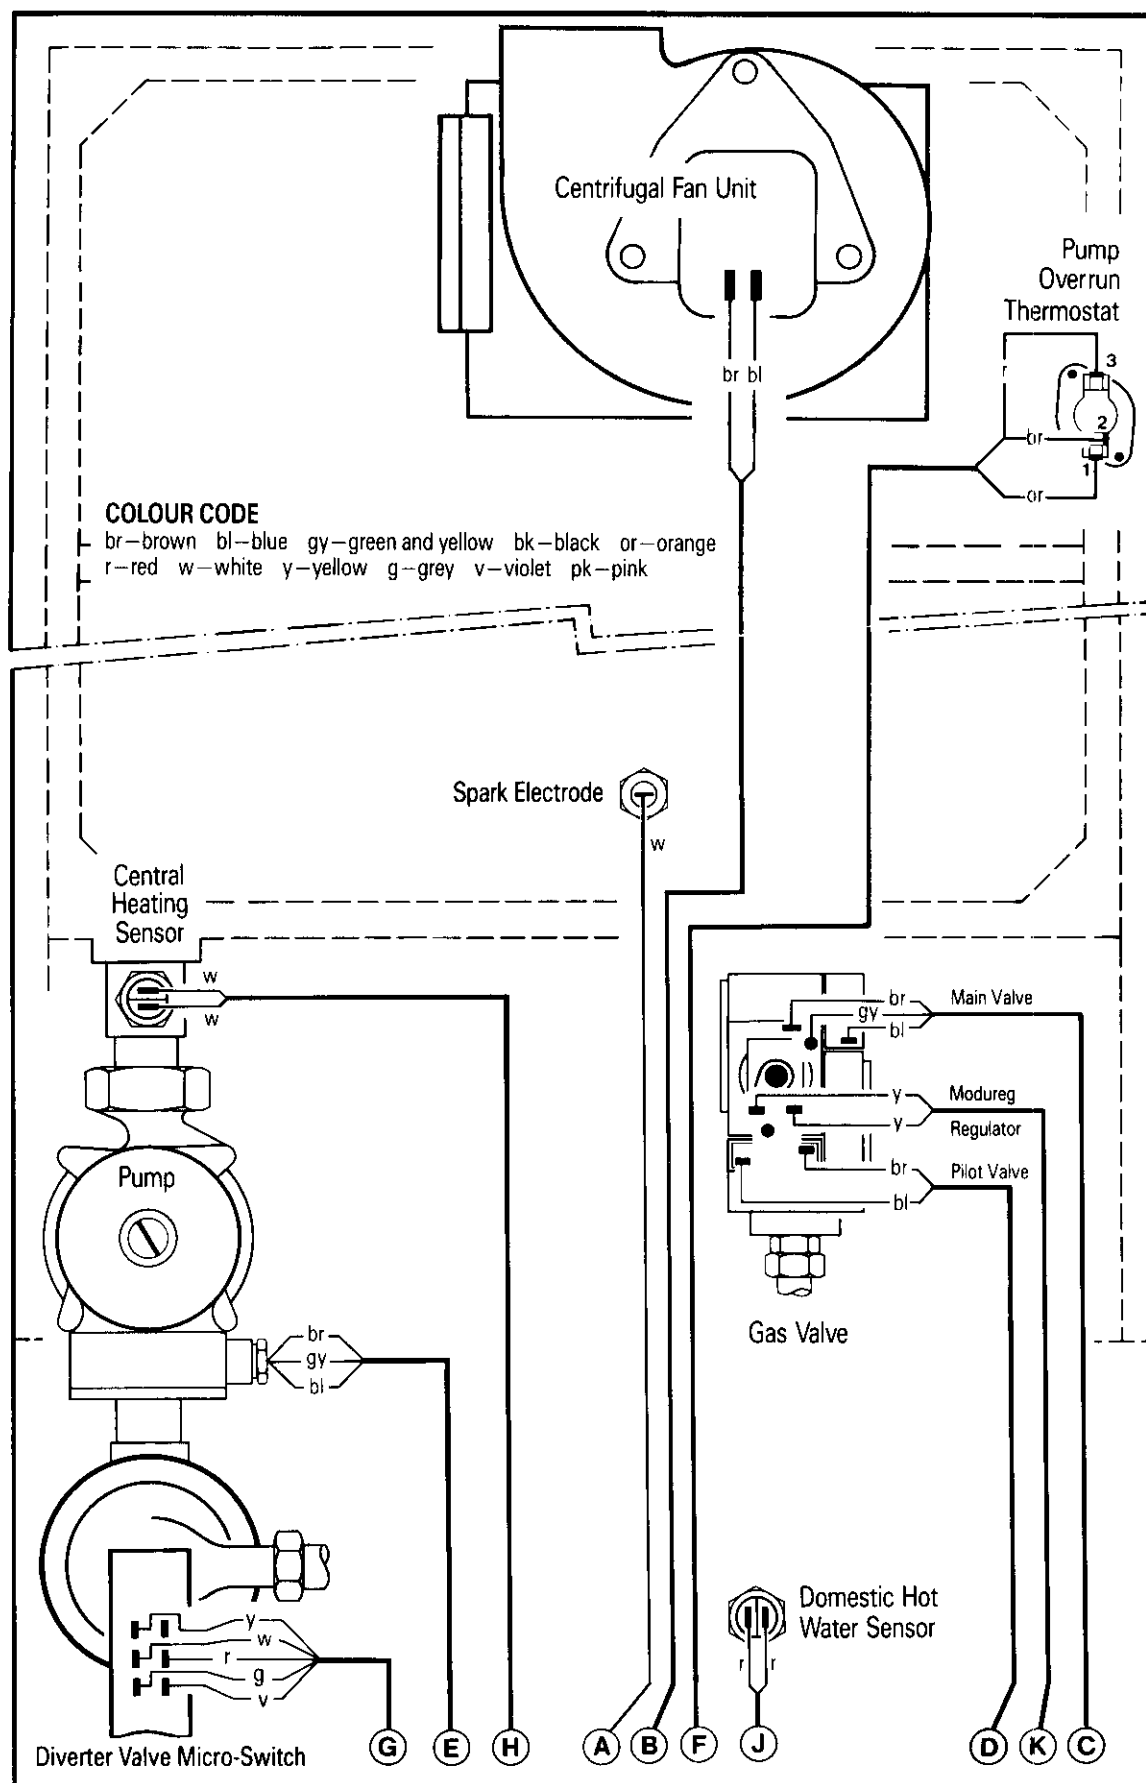 Centrifugal Fan Unit
Pump
Overrun
Thermostat
br bl
3
r
2
br
1
or
COLOUR CODE
br—brown bl—blue gy—green and yellow bk—black or—orange
r—red w—white y—yellow g—grey v—violet pk—pink
Spark Electrode
w
Central
Heating
Sensor
w
w
br
gy
bl
Main Valve
y
y
Modureg
Regulator
br
bl
Pilot Valve
Pump
Gas Valve
br
gy
bl
Domestic Hot
Water Sensor
r r
y
w
r
g
v
Diverter Valve Micro-Switch
G E H A B F J D K C